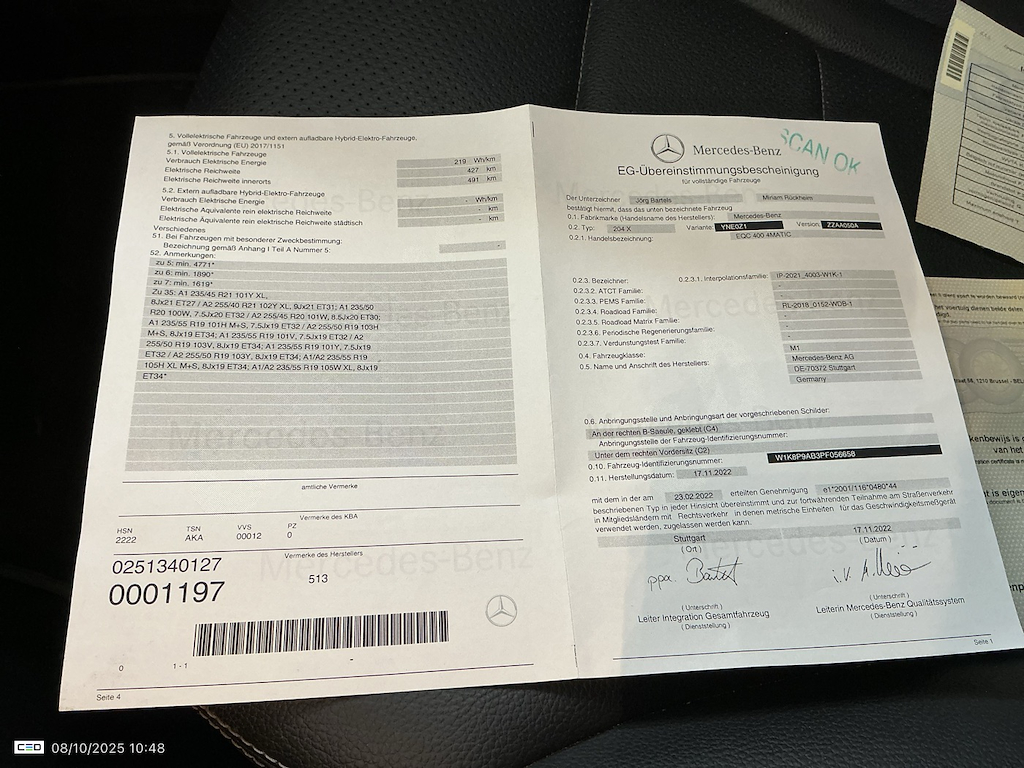 5. Vollelektrische Fahrzeuge und extern aufladbare Hybrid-Elektro-Fahrzeuge,
gemäß Verordnung (EU) 2017/1151
5.1. Vollelektrische Fahrzeuge
Verbrauch Elektrische Energie 219 Wh/km
Elektrische Reichweite 427 km
Elektrische Reichweite innerorts 491 km
5.2. Extern aufladbare Hybrid-Elektro-Fahrzeuge
Verbrauch Elektrische Energie - Wh/km
Elektrische Äquivalente rein elektrische Reichweite - km
Elektrische Äquivalente rein elektrische Reichweite städtisch - km
Verschiedenes
51. Bei Fahrzeugen mit besonderer Zweckbestimmung:
Bezeichnung gemäß Anhang I Teil A Nummer 5: -
52. Anmerkungen:
zu 5; min. 4771*
zu 6; min. 1890*
zu 7; min. 1619*
Zu 35: A1 235/45 R21 101Y XL,
8Jx21 ET27 / A2 255/40 R21 102Y XL, 9Jx21 ET31; A1 235/50
R20 100W, 7.5Jx20 ET32 / A2 255/45 R20 101W, 8.5Jx20 ET30;
A1 235/55 R19 101H M+S, 7.5Jx19 ET32 / A2 255/50 R19 103H
M+S, 8Jx19 ET34; A1 235/55 R19 101V, 7.5Jx19 ET32 / A2
255/50 R19 103V, 8Jx19 ET34; A1 235/55 R19 101Y, 7.5Jx19
ET32 / A2 255/50 R19 103Y, 8Jx19 ET34; A1/A2 235/55 R19
105H XL M+S, 8Jx19 ET34; A1/A2 235/55 R19 105W XL, 8Jx19
ET34*
amtliche Vermerke
Vermerke des KBA
HSN TSN VVS PZ
2222 AKA 00012 0
Vermerke des Herstellers
0251340127
513
0001197
0 1 - 1 -
Seite 4
Mercedes-Benz
SCAN OK
EG-Übereinstimmungsbescheinigung
für vollständige Fahrzeuge
Der Unterzeichner Jörg Bartels Miriam Rückheim
bestätigt hiermit, dass das unten bezeichnete Fahrzeug
0.1. Fabrikmarke (Handelsname des Herstellers): Mercedes-Benz
0.2. Typ: 204 X Variante: YNE0Z1 Version: ZZAA050A
0.2.1. Handelsbezeichnung: EQC 400 4MATIC
0.2.3. Bezeichner: 0.2.3.1. Interpolationsfamilie: IP-2021_4003-W1K-1
0.2.3.2. ATCT Familie: -
0.2.3.3. PEMS Familie: -
0.2.3.4. Roadload Familie: RL-2018_0152-WDB-1
0.2.3.5. Roadload Matrix Familie: -
0.2.3.6. Periodische Regenerierungsfamilie: -
0.2.3.7. Verdunstungstest Familie: -
0.4. Fahrzeugklasse: M1
0.5. Name und Anschrift des Herstellers: Mercedes-Benz AG
DE-70372 Stuttgart
Germany
0.6. Anbringungsstelle und Anbringungsart der vorgeschriebenen Schilder:
An der rechten B-Saeule, geklebt (C4)
Anbringungsstelle der Fahrzeug-Identifizierungsnummer:
Unter dem rechten Vordersitz (C2)
0.10. Fahrzeug-Identifizierungsnummer: W1K8P9AB3PF056658
0.11. Herstellungsdatum: 17.11.2022
mit dem in der am 23.02.2022 erteilten Genehmigung e1*2001/116*0480*44
beschriebenen Typ in jeder Hinsicht übereinstimmt und zur fortwährenden Teilnahme am Straßenverkehr
in Mitgliedsländern mit Rechtsverkehr in denen metrische Einheiten für das Geschwindigkeitsmeßgerät
verwendet werden, zugelassen werden kann.
Stuttgart 17.11.2022
( Ort ) ( Datum )
( Unterschrift ) ( Unterschrift )
Leiter Integration Gesamtfahrzeug Leiterin Mercedes-Benz Qualitätssystem
( Dienststellung ) ( Dienststellung )
Seite 1
1210 Brussel
CEO 08/10/2025 10:48